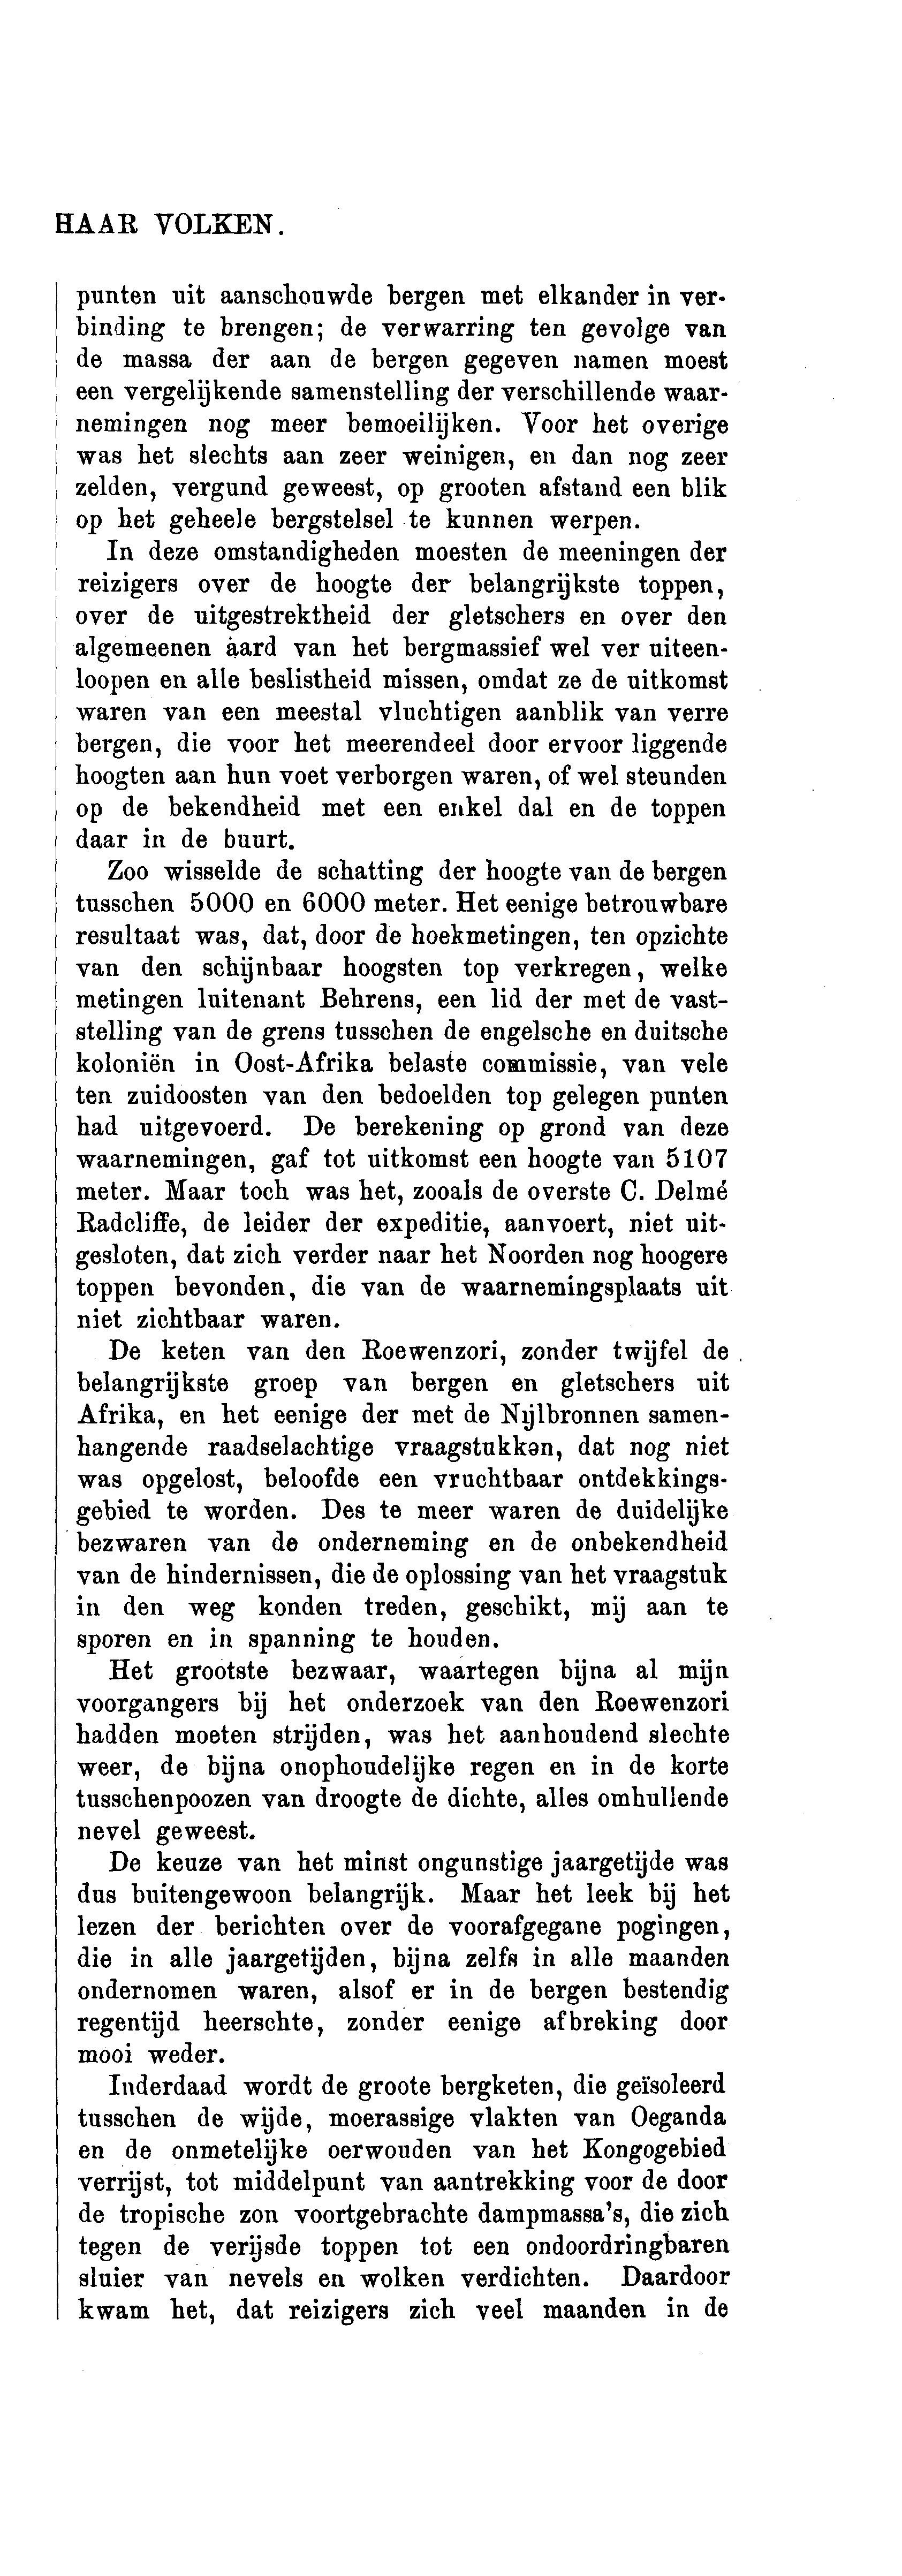 HAAR VOLKEN.
punten uit aanschouwde bergen met elkander in ver-
binding te brengen; de verwarring ten gevolge van
de massa der aan de bergen gegeven namen moest
een vergelijkende samenstelling der verschillende waar-
nemingen nog meer bemoeilijken. Voor het overige
was het slechts aan zeer weinigen, en dan nog zeer
zelden, vergund geweest, op grooten afstand een blik
op het geheele bergstelsel te kunnen werpen.
In deze omstandigheden moesten de meeningen der
reizigers over de hoogte der belangrijkste toppen,
over de uitgestrektheid der gletschers en over den
algemeenen aard van het bergmassief wel ver uiteen-
loopen en alle beslistheid missen, omdat ze de uitkomst
waren van een meestal vluchtigen aanblik van verre
bergen, die voor het meerendeel door ervoor liggende
hoogten aan hun voet verborgen waren, of wel steunden
op de bekendheid met een enkel dal en de toppen
daar in de buurt.
Zoo wisselde de schatting der hoogte van de bergen
tusschen 5000 en 6000 meter. Het eenige betrouwbare
resultaat was, dat, door de hoekmetingen, ten opzichte
van den schijnbaar hoogsten top verkregen, welke
metingen luitenant Behrens, een lid der met de vast-
stelling van de grens tusschen de engelsche en duitsche
koloniën in Oost-Afrika belaste commissie, van vele
ten zuidoosten van den bedoelden top gelegen punten
had uitgevoerd. De berekening op grond van deze
waarnemingen, gaf tot uitkomst een hoogte van 5107
meter. Maar toch was het, zooals de overste C. Delmé
Radcliffe, de leider der expeditie, aanvoert, niet uit-
gesloten, dat zich verder naar het Noorden nog hoogere
toppen bevonden, die van de waarnemingsplaats uit
niet zichtbaar waren.
De keten van den Roewenzori, zonder twijfel de
belangrijkste groep van bergen en gletschers uit
Afrika, en het eenige der met de Nijlbronnen samen-
hangende raadselachtige vraagstukken, dat nog niet
was opgelost, beloofde een vruchtbaar ontdekkings-
gebied te worden. Des te meer waren de duidelijke
bezwaren van de onderneming en de onbekendheid
van de hindernissen, die de oplossing van het vraagstuk
in den weg konden treden, geschikt, mij aan te
sporen en in spanning te houden.
Het grootste bezwaar, waartegen bijna al mijn
voorgangers bij het onderzoek van den Roewenzori
hadden moeten strijden, was het aanhoudend slechte
weer, de bijna onophoudelijke regen en in de korte
tusschenpoozen van droogte de dichte, alles omhullende
nevel geweest.
De keuze van het minst ongunstige jaargetijde was
dus buitengewoon belangrijk. Maar het leek bij het
lezen der berichten over de voorafgegane pogingen,
die in alle jaargetijden, bijna zelfs in alle maanden
ondernomen waren, alsof er in de bergen bestendig
regentijd heerschte, zonder eenige afbreking door
mooi weder.
Inderdaad wordt de groote bergketen, die geïsoleerd
tusschen de wijde, moerassige vlakten van Oeganda
en de onmetelijke oerwouden van het Kongogebied
verrijst, tot middelpunt van aantrekking voor de door
de tropische zon voortgebrachte dampmassa's, die zich
tegen de verijsde toppen tot een ondoordringbaren
sluier van nevels en wolken verdichten. Daardoor
kwam het, dat reizigers zich veel maanden in de